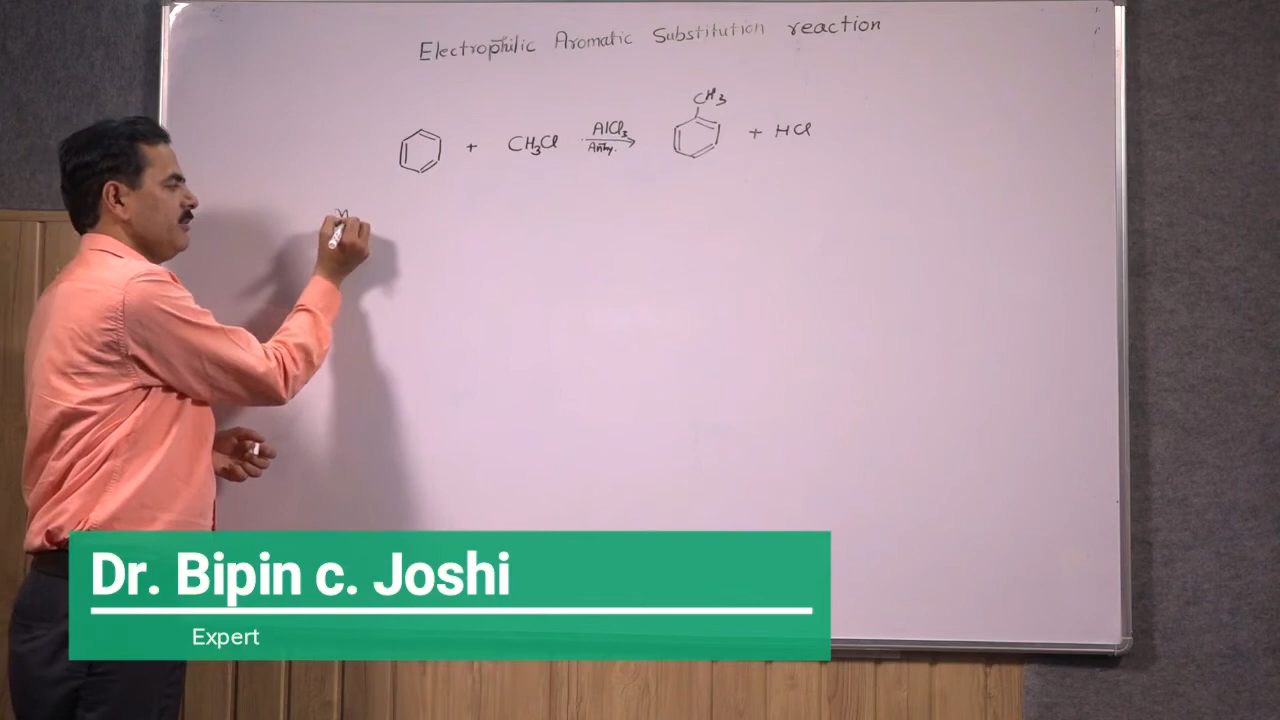 Electrophilic Aromatic Substitution reaction
CH3
+ CH3Cl AlCl3 + HCl
Anhy.
Dr. Bipin c. Joshi
Expert